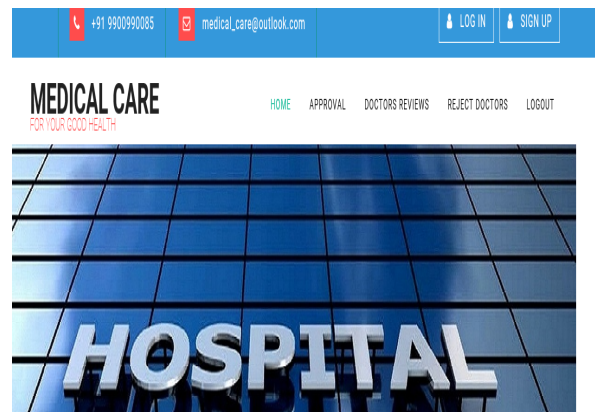 +91 9900990085 medical_care@outlook.com LOG IN SIGN UP
MEDICAL CARE
FOR YOUR GOOD HEALTH
HOME APPROVAL DOCTORS REVIEWS REJECT DOCTORS LOGOUT
HOSPITAL